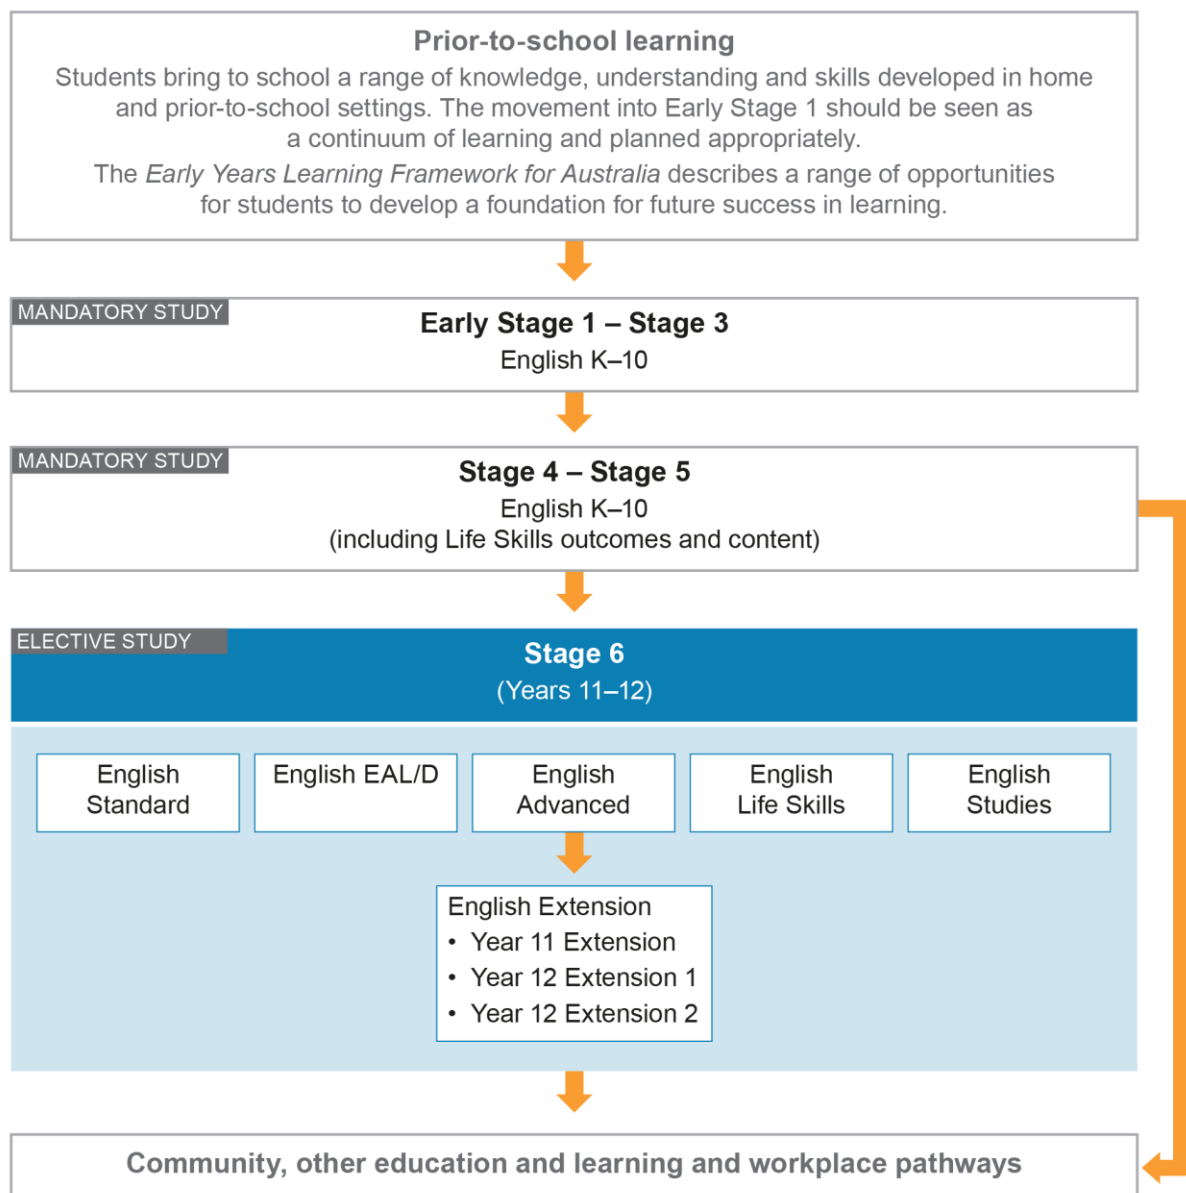 Prior-to-school learning
Students bring to school a range of knowledge, understanding and skills developed in home
and prior-to-school settings. The movement into Early Stage 1 should be seen as
a continuum of learning and planned appropriately.
The Early Years Learning Framework for Australia describes a range of opportunities
for students to develop a foundation for future success in learning.
MANDATORY STUDY
Early Stage 1 – Stage 3
English K–10
MANDATORY STUDY
Stage 4 – Stage 5
English K–10
(including Life Skills outcomes and content)
ELECTIVE STUDY
Stage 6
(Years 11–12)
English
Standard
English EAL/D
English
Advanced
English
Life Skills
English
Studies
English Extension
• Year 11 Extension
• Year 12 Extension 1
• Year 12 Extension 2
Community, other education and learning and workplace pathways